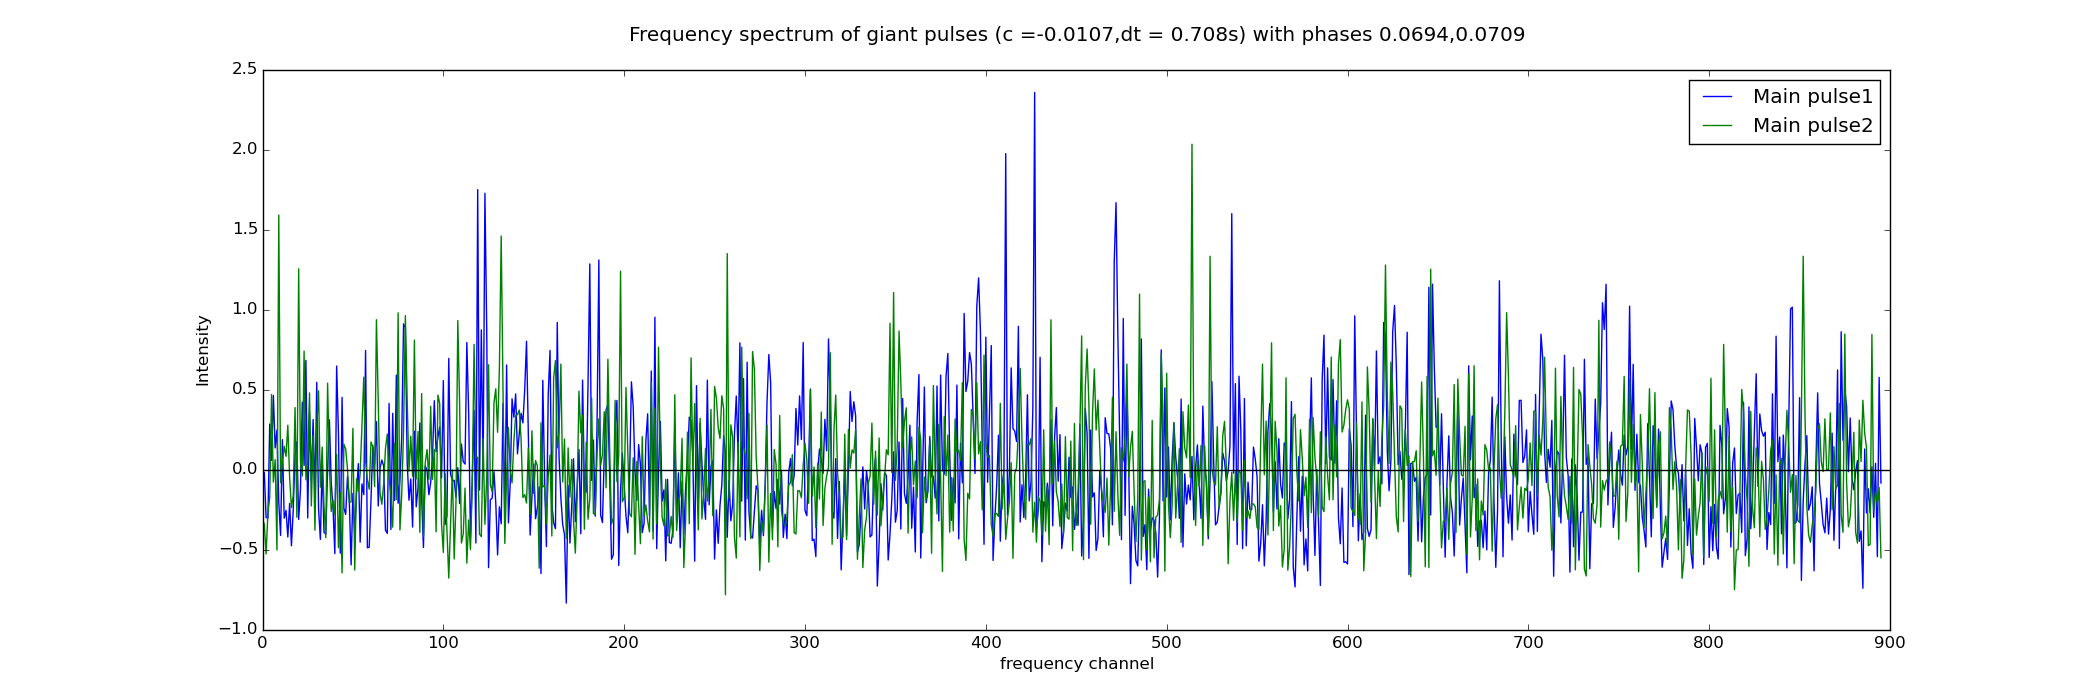 Frequency spectrum of giant pulses (c =-0.0107,dt = 0.708s) with phases 0.0694,0.0709
2.5
Main pulse1
Main pulse2
2.0
1.5
1.0
Intensity
0.5
0.0
−0.5
−1.0
0 100 200 300 400 500 600 700 800 900
frequency channel